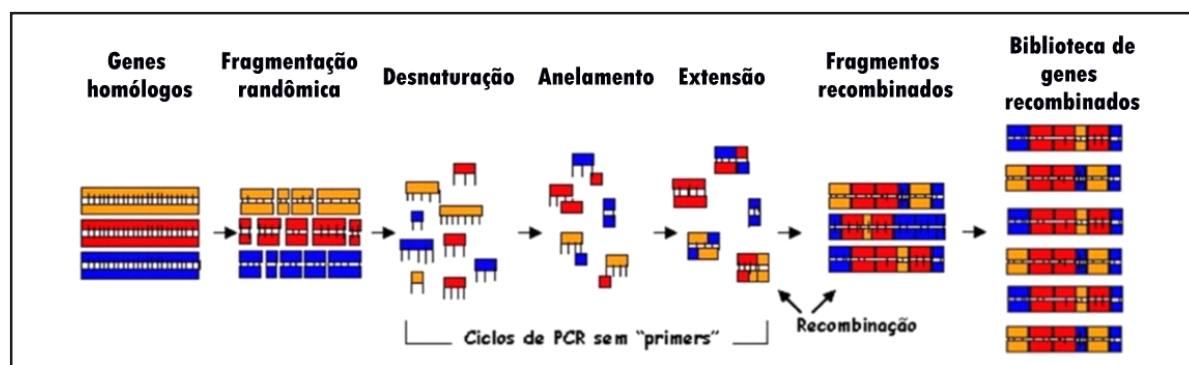 Genes
homólogos
Fragmentação
randômica
Desnaturação
Anelamento
Extensão
Fragmentos
recombinados
Biblioteca de
genes
recombinados
Ciclos de PCR sem "primers"
Recombinação